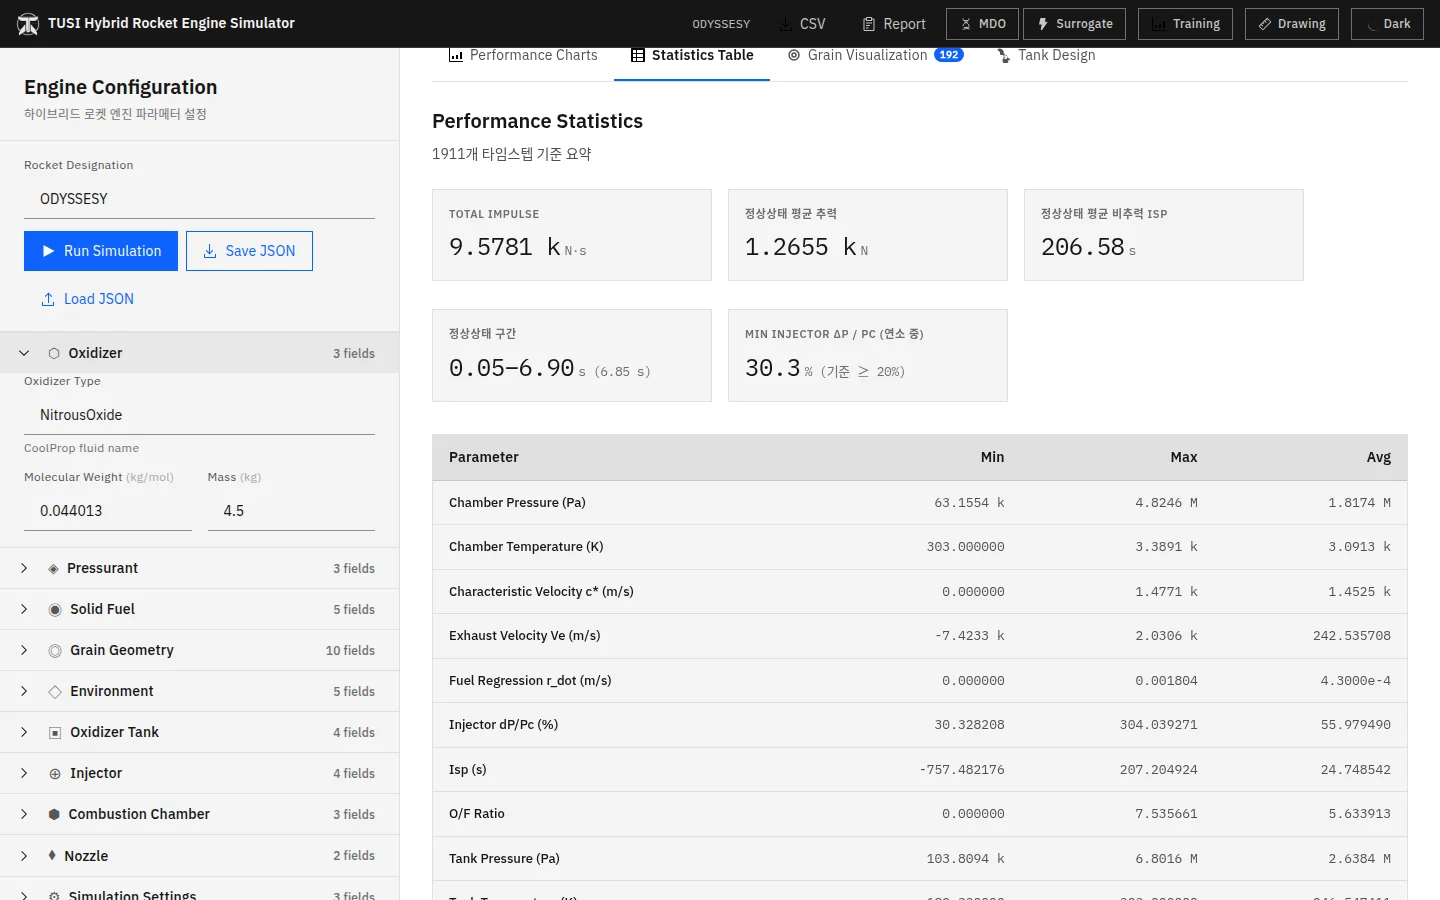 TUSI Hybrid Rocket Engine Simulator
ODYSSESY
CSV
Report
MDO
Surrogate
Training
Drawing
Dark
Engine Configuration
하이브리드 로켓 엔진 파라메터 설정
Rocket Designation
ODYSSESY
Run Simulation
Save JSON
Load JSON
Oxidizer 3 fields
Oxidizer Type
NitrousOxide
CoolProp fluid name
Molecular Weight (kg/mol) Mass (kg)
0.044013 4.5
Pressurant 3 fields
Solid Fuel 5 fields
Grain Geometry 10 fields
Environment 5 fields
Oxidizer Tank 4 fields
Injector 4 fields
Combustion Chamber 3 fields
Nozzle 2 fields
Simulation Settings 3 fields
Performance Charts
Statistics Table
Grain Visualization 192
Tank Design
Performance Statistics
1911개 타임스텝 기준 요약
TOTAL IMPULSE
9.5781 k N·s
정상상태 평균 추력
1.2655 k N
정상상태 평균 비추력 ISP
206.58 s
정상상태 구간
0.05–6.90 s (6.85 s)
MIN INJECTOR ΔP / PC (연소 중)
30.3 % (기준 ≥ 20%)
Parameter Min Max Avg
Chamber Pressure (Pa) 63.1554 k 4.8246 M 1.8174 M
Chamber Temperature (K) 303.000000 3.3891 k 3.0913 k
Characteristic Velocity c* (m/s) 0.000000 1.4771 k 1.4525 k
Exhaust Velocity Ve (m/s) -7.4233 k 2.0306 k 242.535708
Fuel Regression r_dot (m/s) 0.000000 0.001804 4.3000e-4
Injector dP/Pc (%) 30.328208 304.039271 55.979490
Isp (s) -757.482176 207.204924 24.748542
O/F Ratio 0.000000 7.535661 5.633913
Tank Pressure (Pa) 103.8094 k 6.8016 M 2.6384 M